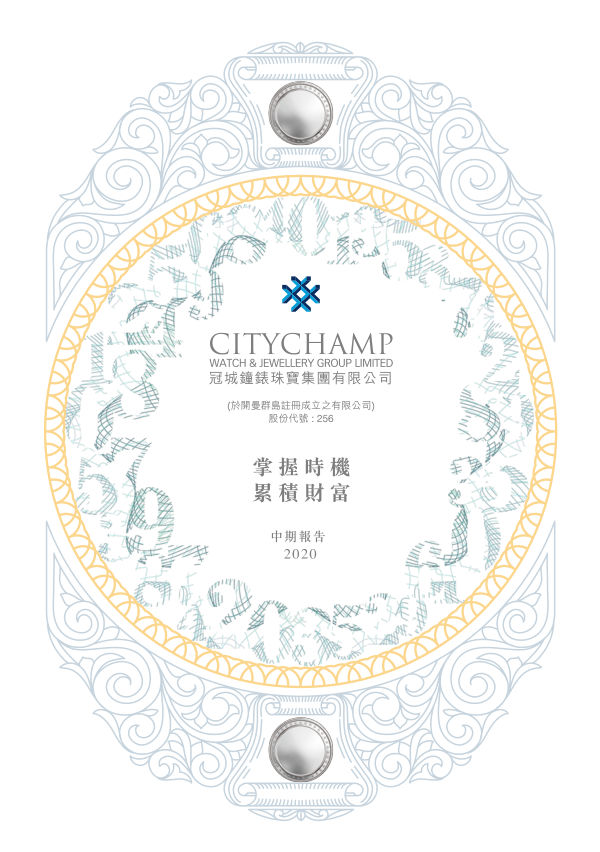 CITYCHAMP
WATCH & JEWELLERY GROUP LIMITED
冠城鐘錶珠寶集團有限公司
(於開曼群島註冊成立之有限公司)
股份代號 : 256
掌握時機
累積財富
中期報告
2020